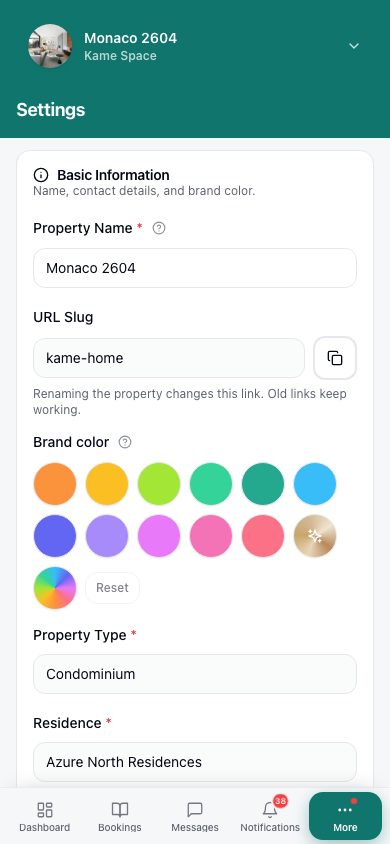 Monaco 2604
Kame Space
Settings
Basic Information
Name, contact details, and brand color.
Property Name *
Monaco 2604
URL Slug
kame-home
Renaming the property changes this link. Old links keep
working.
Brand color
Reset
Property Type *
Condominium
Residence *
Azure North Residences
38
Dashboard
Bookings
Messages
Notifications
More